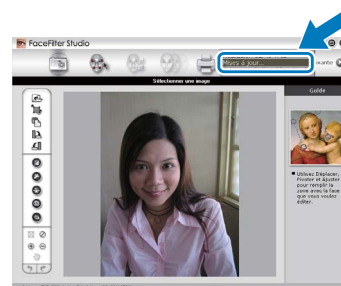 FaceFilter Studio
Mises à jour...
Sélectionner une image
Guide
Utilisez Déplacer,
Pivoter et Ajuster
pour remplir la
zone avec la face
que vous voulez
éditer.